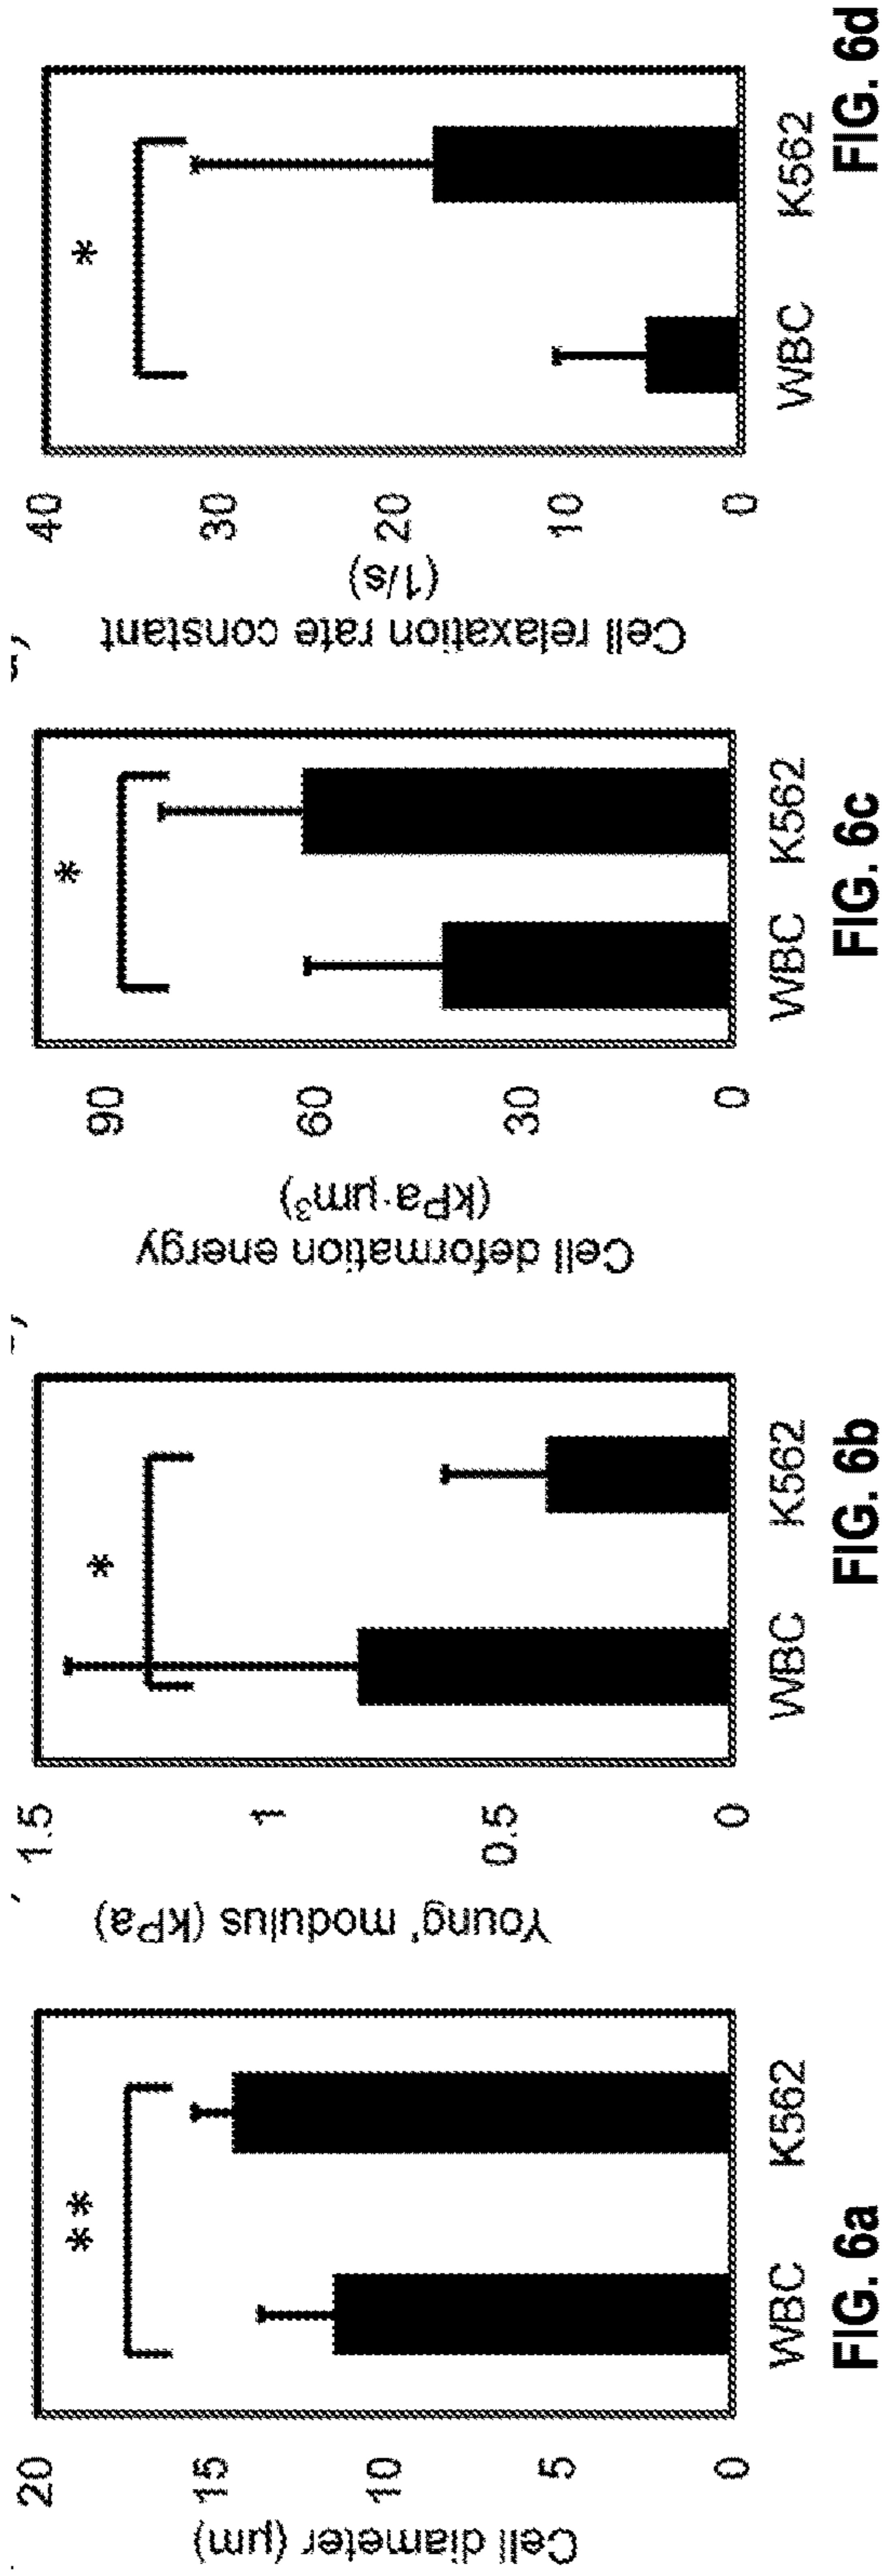 Cell diameter (µm)
20
15
10
5
0
**
WBC K562
FIG. 6a
Young' modulus (kPa)
1.5
1
0.5
0
*
WBC K562
FIG. 6b
Cell deformation energy
(kPa·µm³)
90
60
30
0
*
WBC K562
FIG. 6c
Cell relaxation rate constant
(1/s)
40
30
20
10
0
*
WBC K562
FIG. 6d